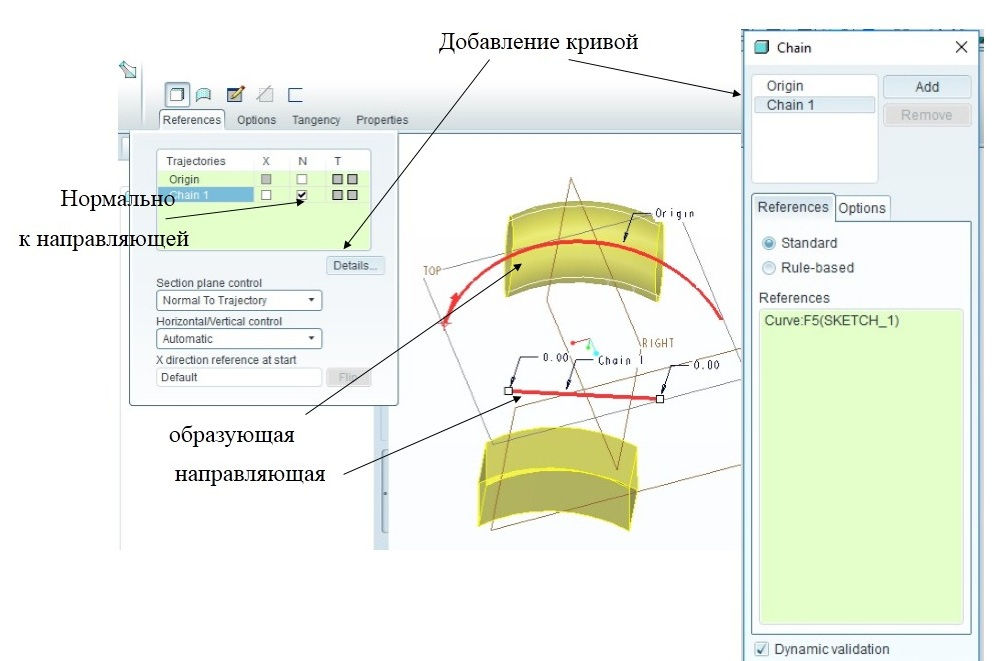 Добавление кривой
Chain
Origin
Chain 1
Add
Remove
References
Options
Tangency
Properties
Trajectories X N T
Origin
Chain 1
Нормально
к направляющей
Details...
Section plane control
Normal To Trajectory
Horizontal/Vertical control
Automatic
X direction reference at start
Default
Flip
TOP
Origin
RIGHT
0.00
Chain 1
0.00
образующая
направляющая
References
Options
Standard
Rule-based
References
Curve:F5(SKETCH_1)
Dynamic validation